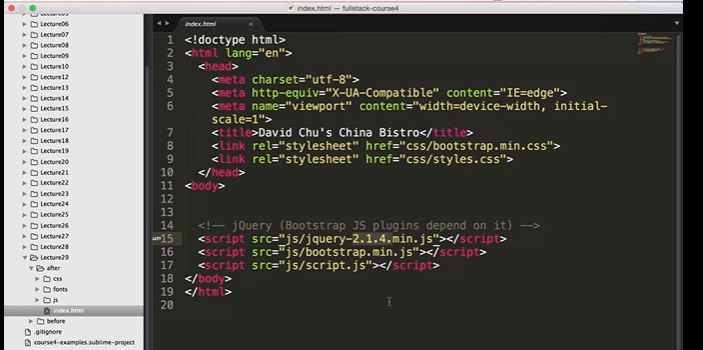 index.html — fullstack-course4
Lecture06
Lecture07
Lecture08
Lecture09
Lecture10
Lecture12
Lecture13
Lecture14
Lecture15
Lecture16
Lecture17
Lecture18
Lecture19
Lecture20
Lecture21
Lecture22
Lecture23
Lecture24
Lecture25
Lecture26
Lecture27
Lecture28
Lecture29
after
css
fonts
js
index.html
before
.gitignore
course4-examples.sublime-project
index.html
1 <!doctype html>
2 <html lang="en">
3 <head>
4 <meta charset="utf-8">
5 <meta http-equiv="X-UA-Compatible" content="IE=edge">
6 <meta name="viewport" content="width=device-width, initial-
scale=1">
7 <title>David Chu's China Bistro</title>
8 <link rel="stylesheet" href="css/bootstrap.min.css">
9 <link rel="stylesheet" href="css/styles.css">
10 </head>
11 <body>
12
13
14 <!-- jQuery (Bootstrap JS plugins depend on it) -->
15 <script src="js/jquery-2.1.4.min.js"></script>
16 <script src="js/bootstrap.min.js"></script>
17 <script src="js/script.js"></script>
18 </body>
19 </html>
20